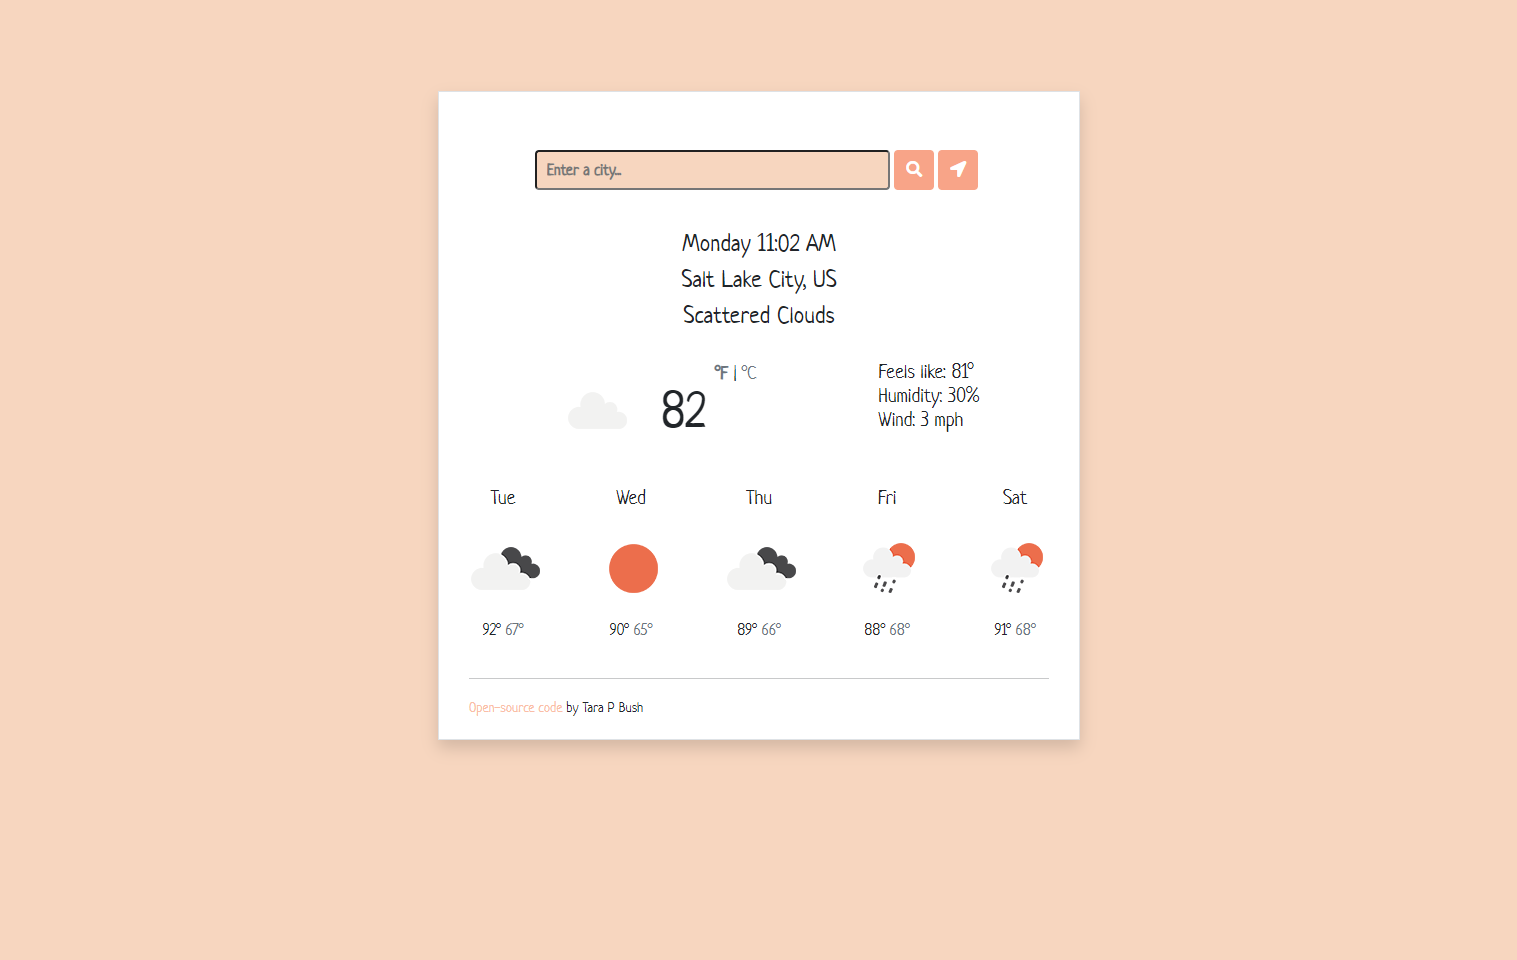 Enter a city...
Monday 11:02 AM
Salt Lake City, US
Scattered Clouds
°F | °C
82
Feels like: 81°
Humidity: 30%
Wind: 3 mph
Tue Wed Thu Fri Sat
92° 67° 90° 65° 89° 66° 88° 68° 91° 68°
Open-source code by Tara P Bush